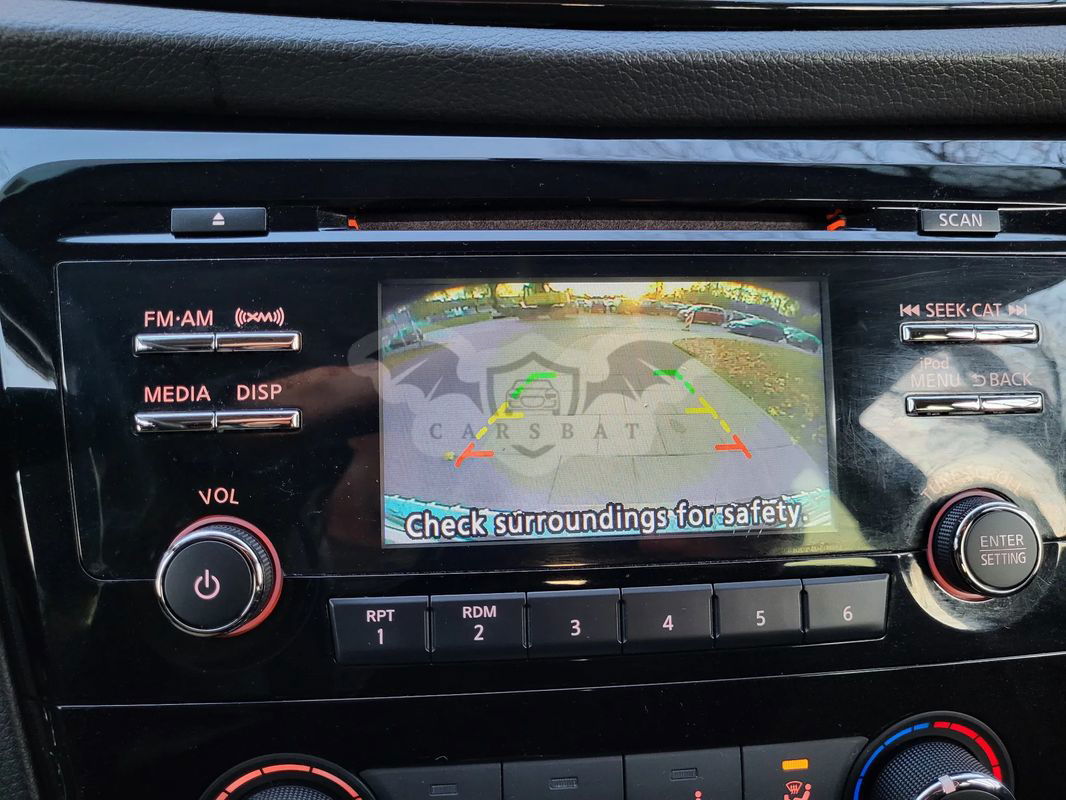 SCAN
FM·AM
XM
SEEK·CAT
MEDIA DISP
iPod
MENU BACK
CARSBAT
VOL
Check surroundings for safety.
ENTER
SETTING
RPT
1
RDM
2
3
4
5
6